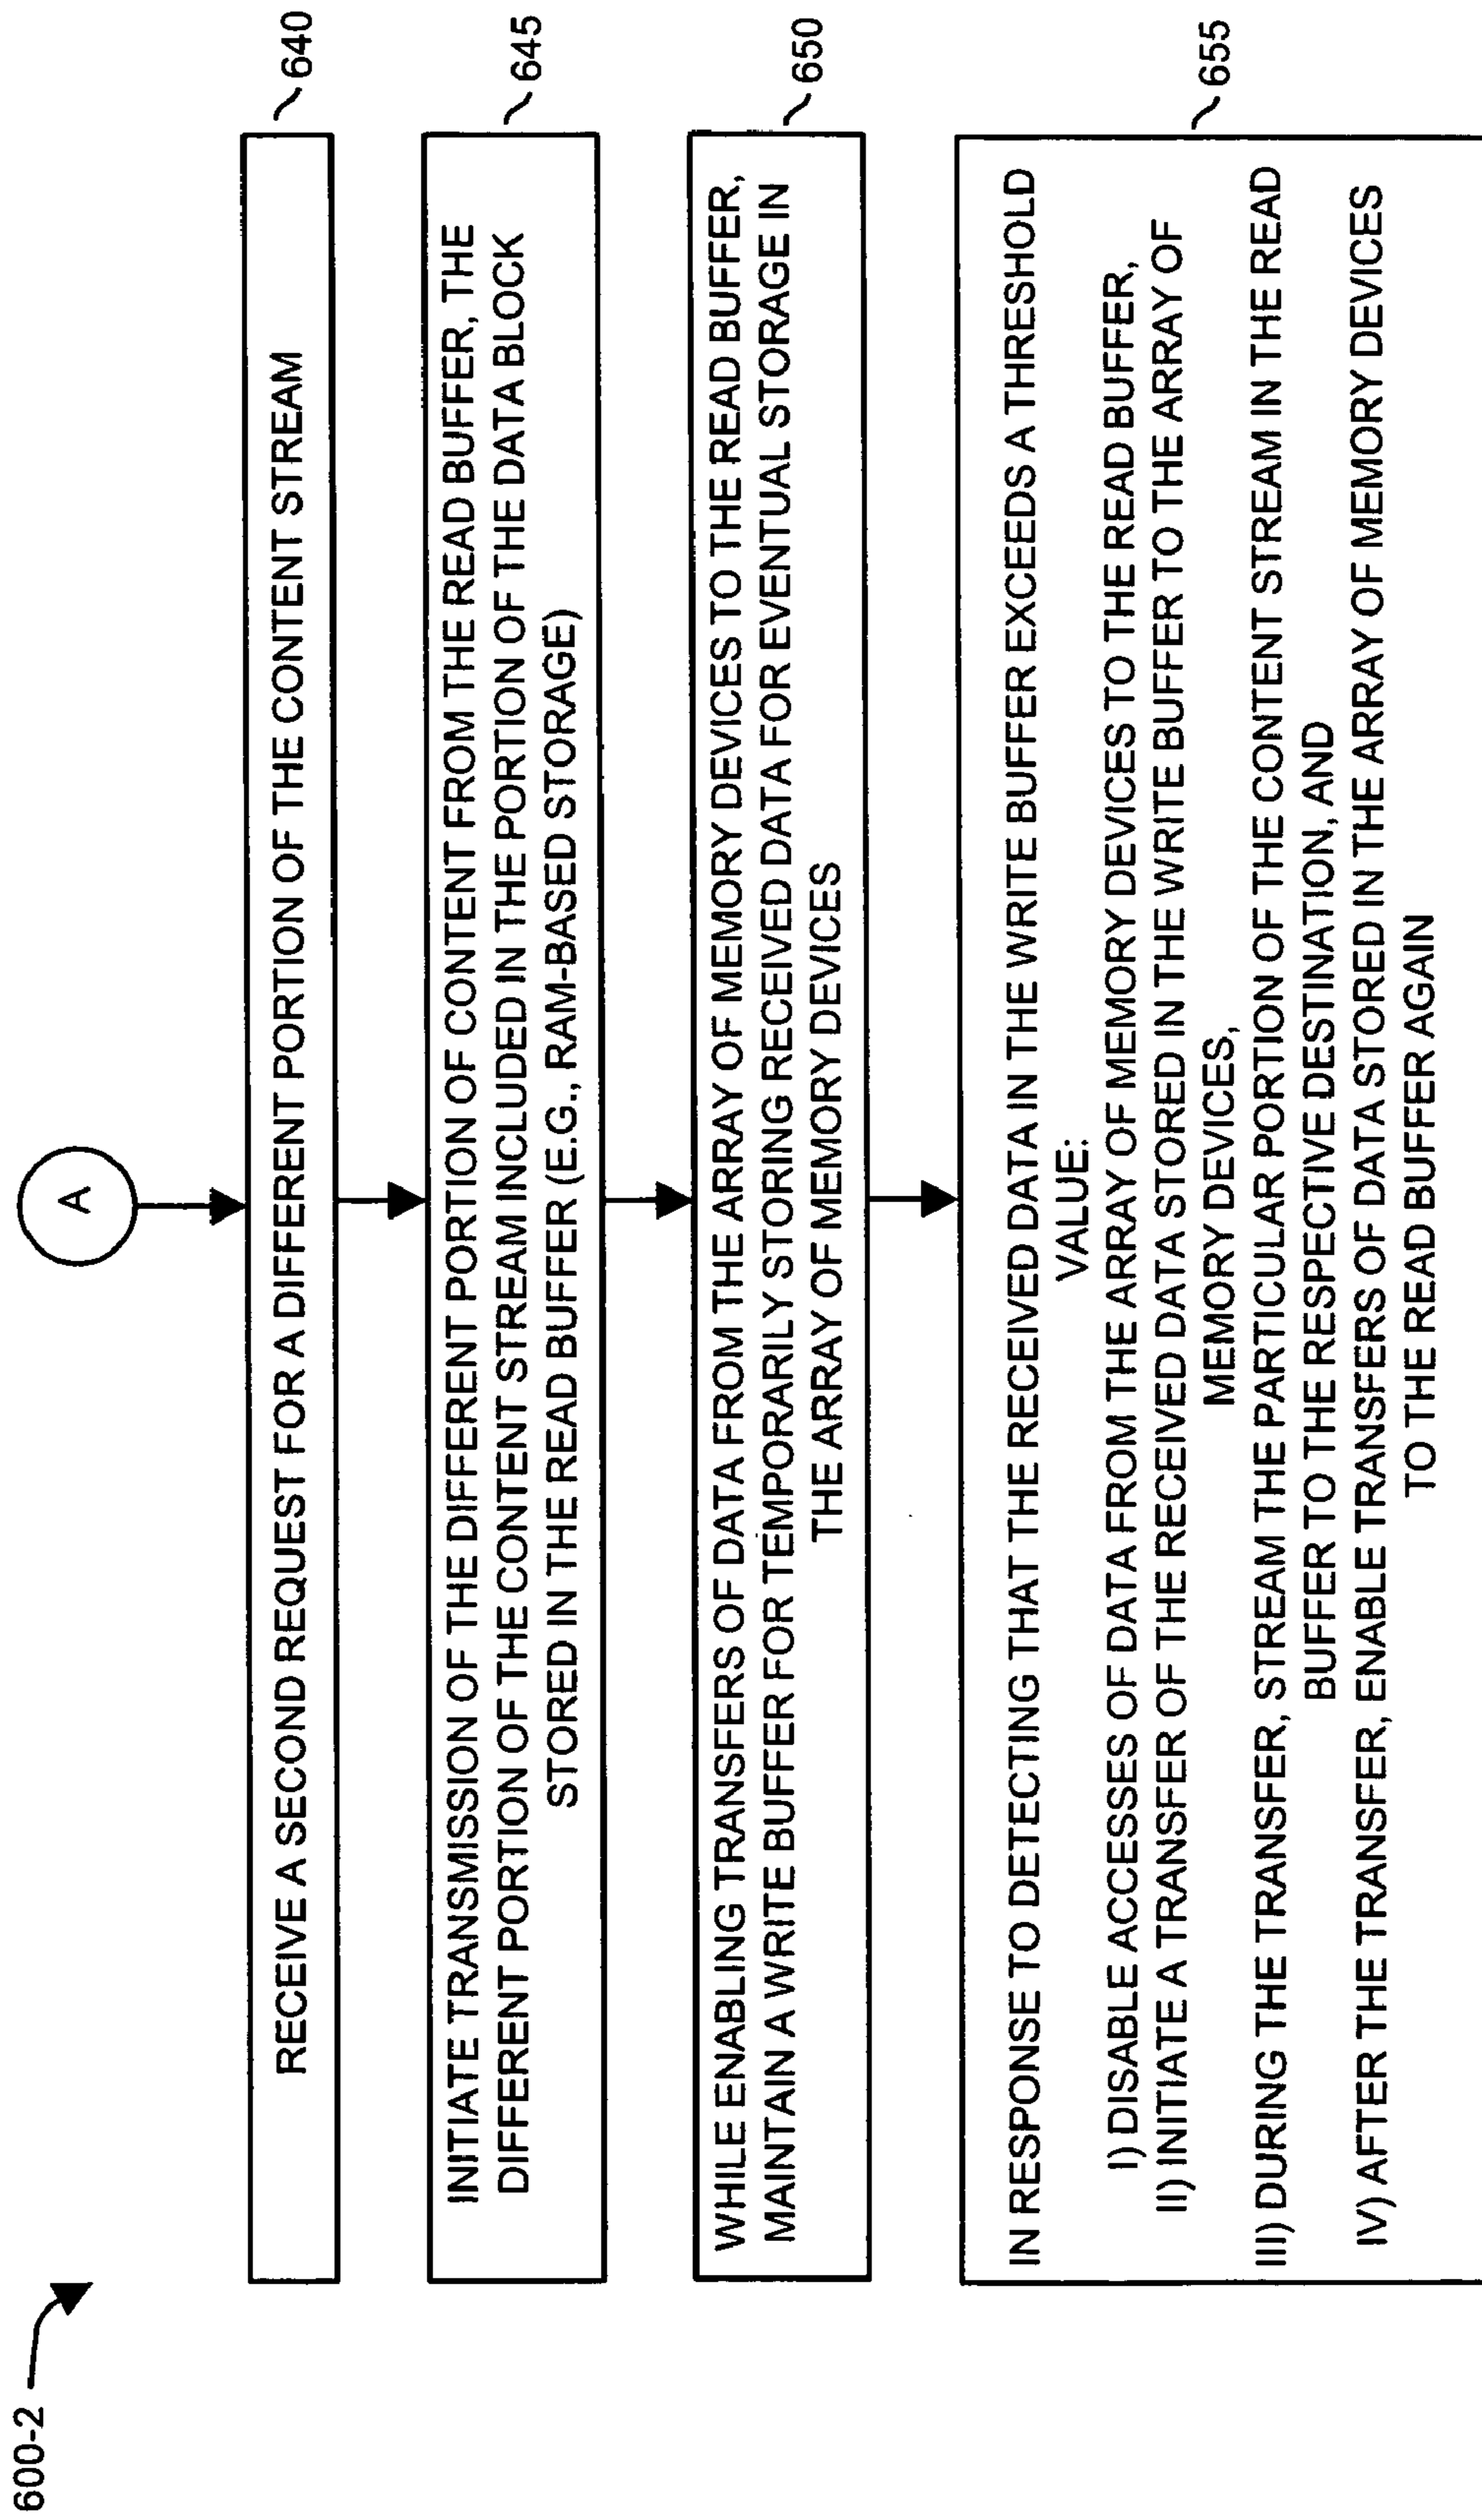 600-2
A
RECEIVE A SECOND REQUEST FOR A DIFFERENT PORTION OF THE CONTENT STREAM
640
INITIATE TRANSMISSION OF THE DIFFERENT PORTION OF CONTENT FROM THE READ BUFFER, THE
DIFFERENT PORTION OF THE CONTENT STREAM INCLUDED IN THE PORTION OF THE DATA BLOCK
STORED IN THE READ BUFFER (E.G., RAM-BASED STORAGE)
645
WHILE ENABLING TRANSFERS OF DATA FROM THE ARRAY OF MEMORY DEVICES TO THE READ BUFFER,
MAINTAIN A WRITE BUFFER FOR TEMPORARILY STORING RECEIVED DATA FOR EVENTUAL STORAGE IN
THE ARRAY OF MEMORY DEVICES
650
IN RESPONSE TO DETECTING THAT THE RECEIVED DATA IN THE WRITE BUFFER EXCEEDS A THRESHOLD
VALUE:
I) DISABLE ACCESSES OF DATA FROM THE ARRAY OF MEMORY DEVICES TO THE READ BUFFER,
II) INITIATE A TRANSFER OF THE RECEIVED DATA STORED IN THE WRITE BUFFER TO THE ARRAY OF
MEMORY DEVICES,
III) DURING THE TRANSFER, STREAM THE PARTICULAR PORTION OF THE CONTENT STREAM IN THE READ
BUFFER TO THE RESPECTIVE DESTINATION, AND
IV) AFTER THE TRANSFER, ENABLE TRANSFERS OF DATA STORED IN THE ARRAY OF MEMORY DEVICES
TO THE READ BUFFER AGAIN
655